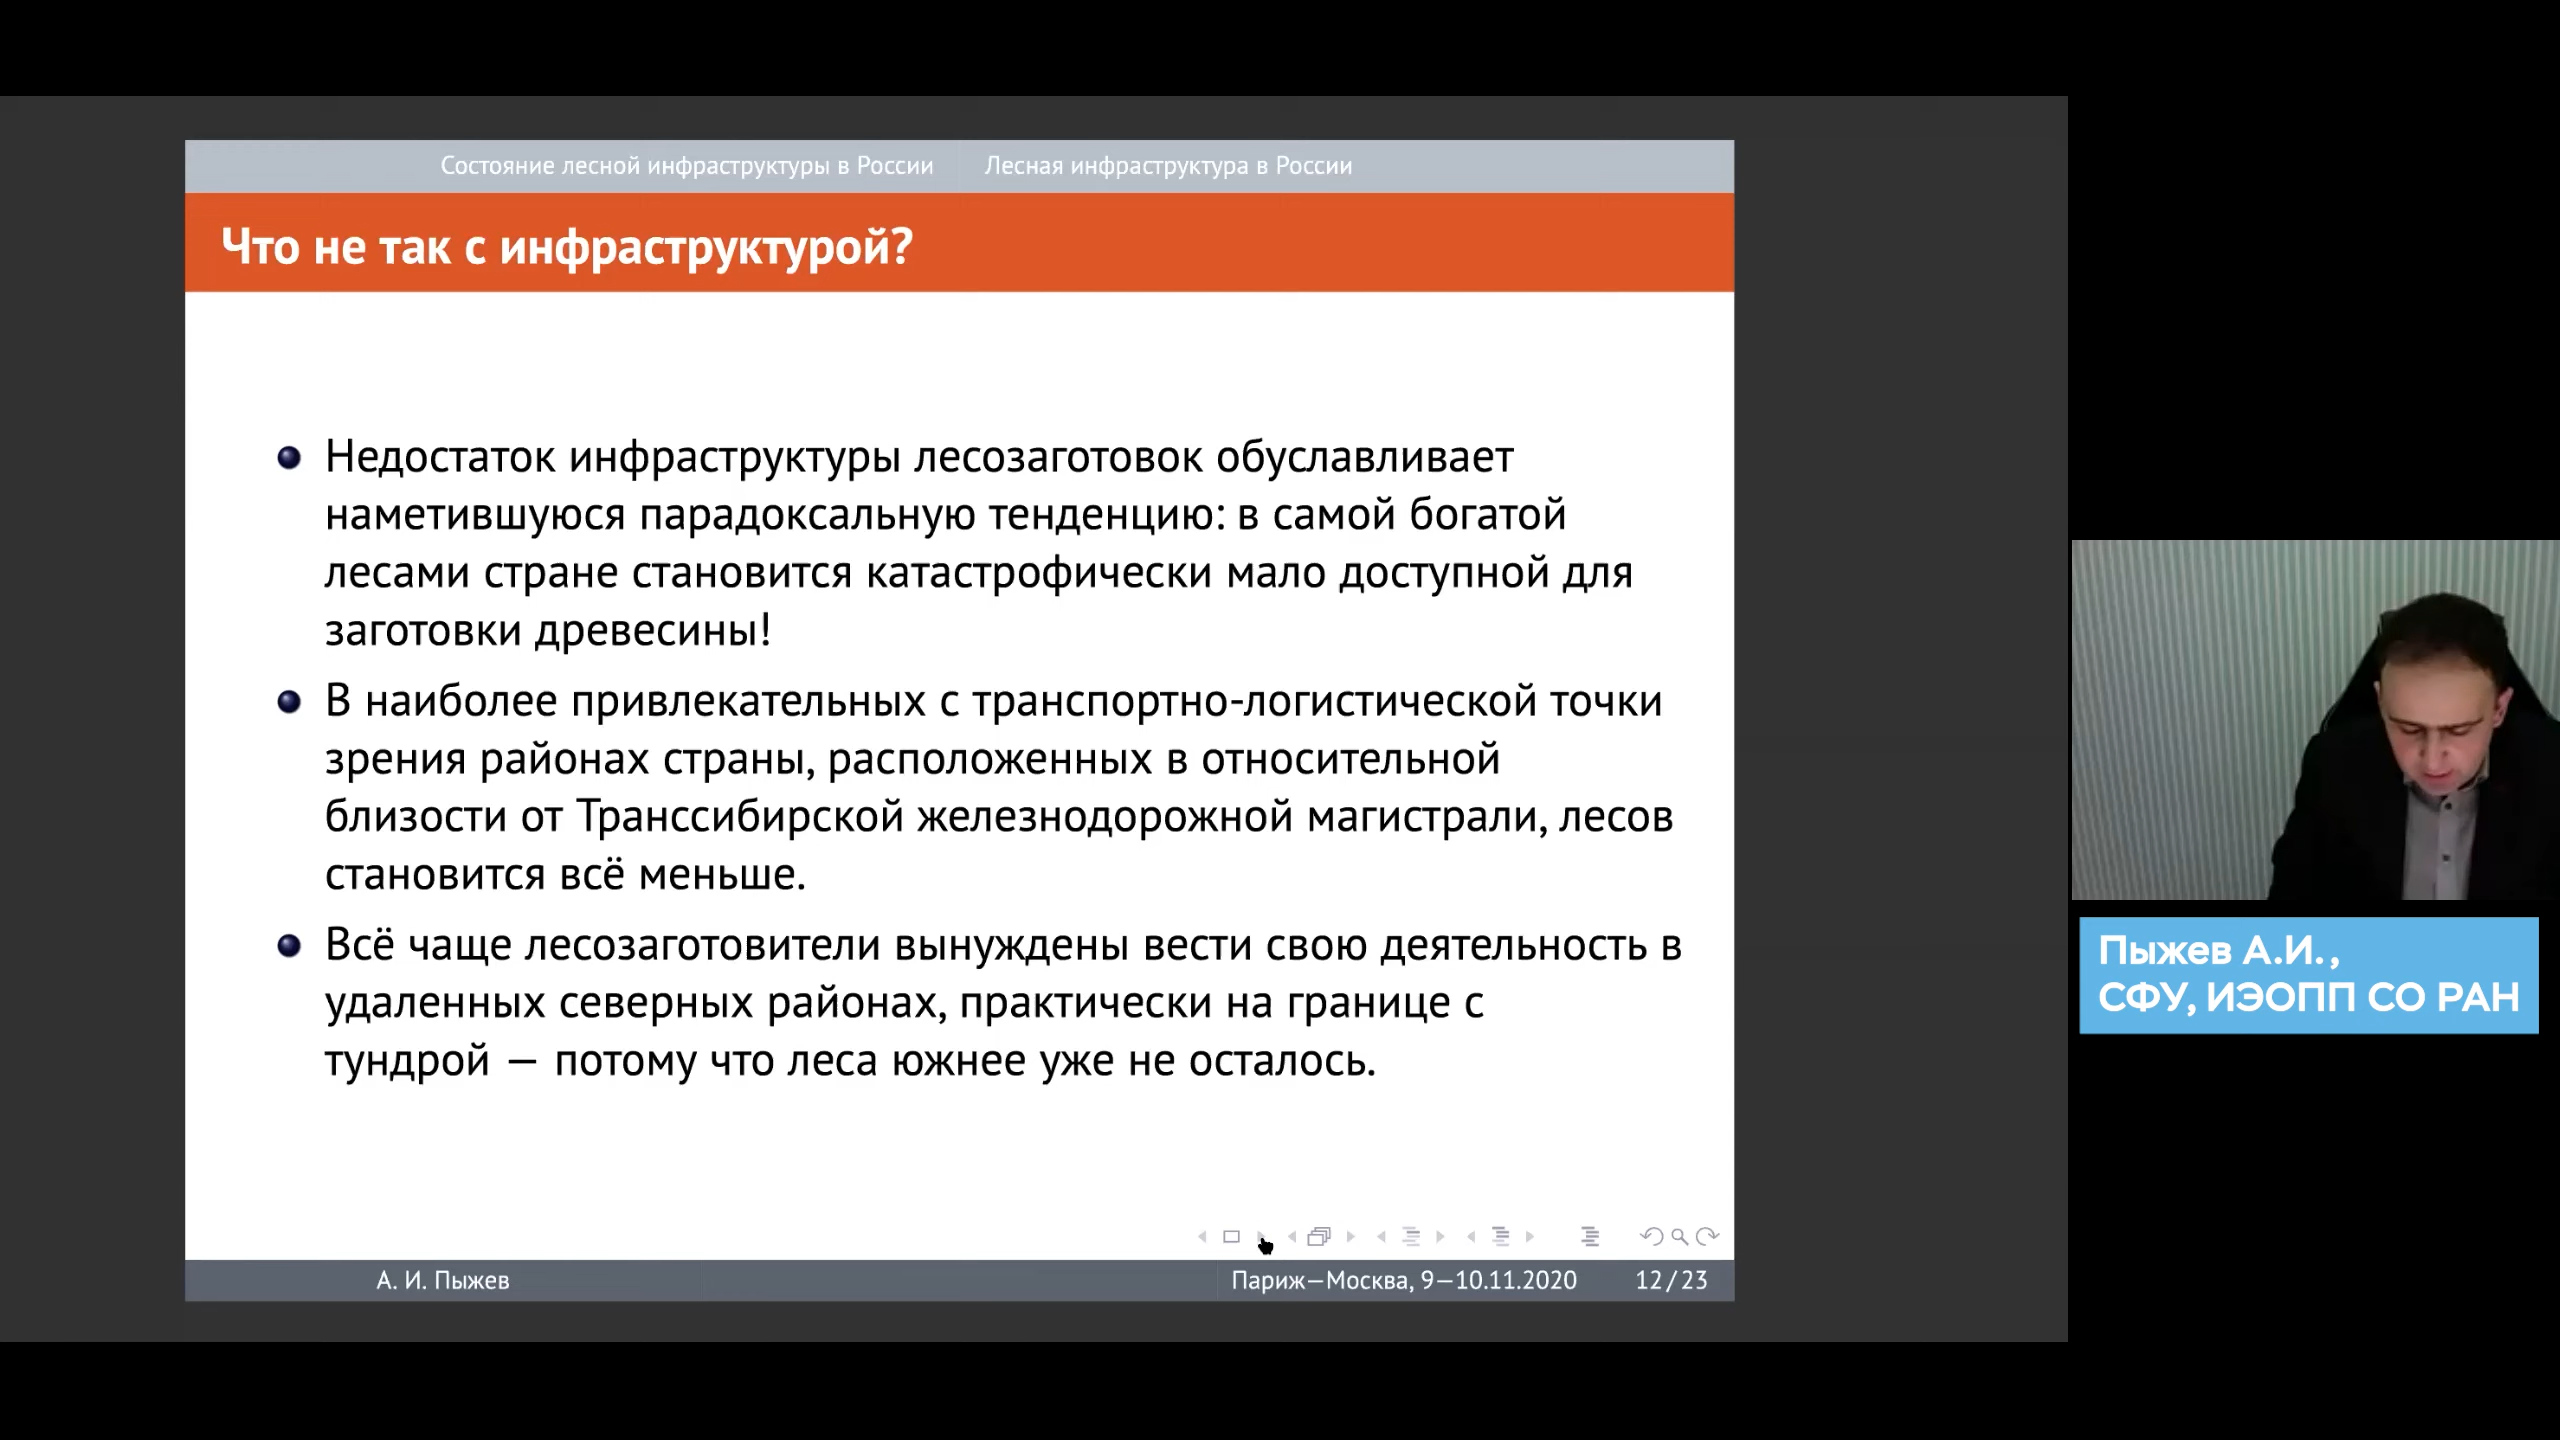 Состояние лесной инфраструктуры в России Лесная инфраструктура в России
Что не так с инфраструктурой?
Недостаток инфраструктуры лесозаготовок обуславливает
наметившуюся парадоксальную тенденцию: в самой богатой
лесами стране становится катастрофически мало доступной для
заготовки древесины!
В наиболее привлекательных с транспортно-логистической точки
зрения районах страны, расположенных в относительной
близости от Транссибирской железнодорожной магистрали, лесов
становится всё меньше.
Всё чаще лесозаготовители вынуждены вести свою деятельность в
удаленных северных районах, практически на границе с
тундрой — потому что леса южнее уже не осталось.
А. И. Пыжев Париж—Москва, 9—10.11.2020 12/23
Пыжев А.И.,
СФУ, ИЭОПП СО РАН